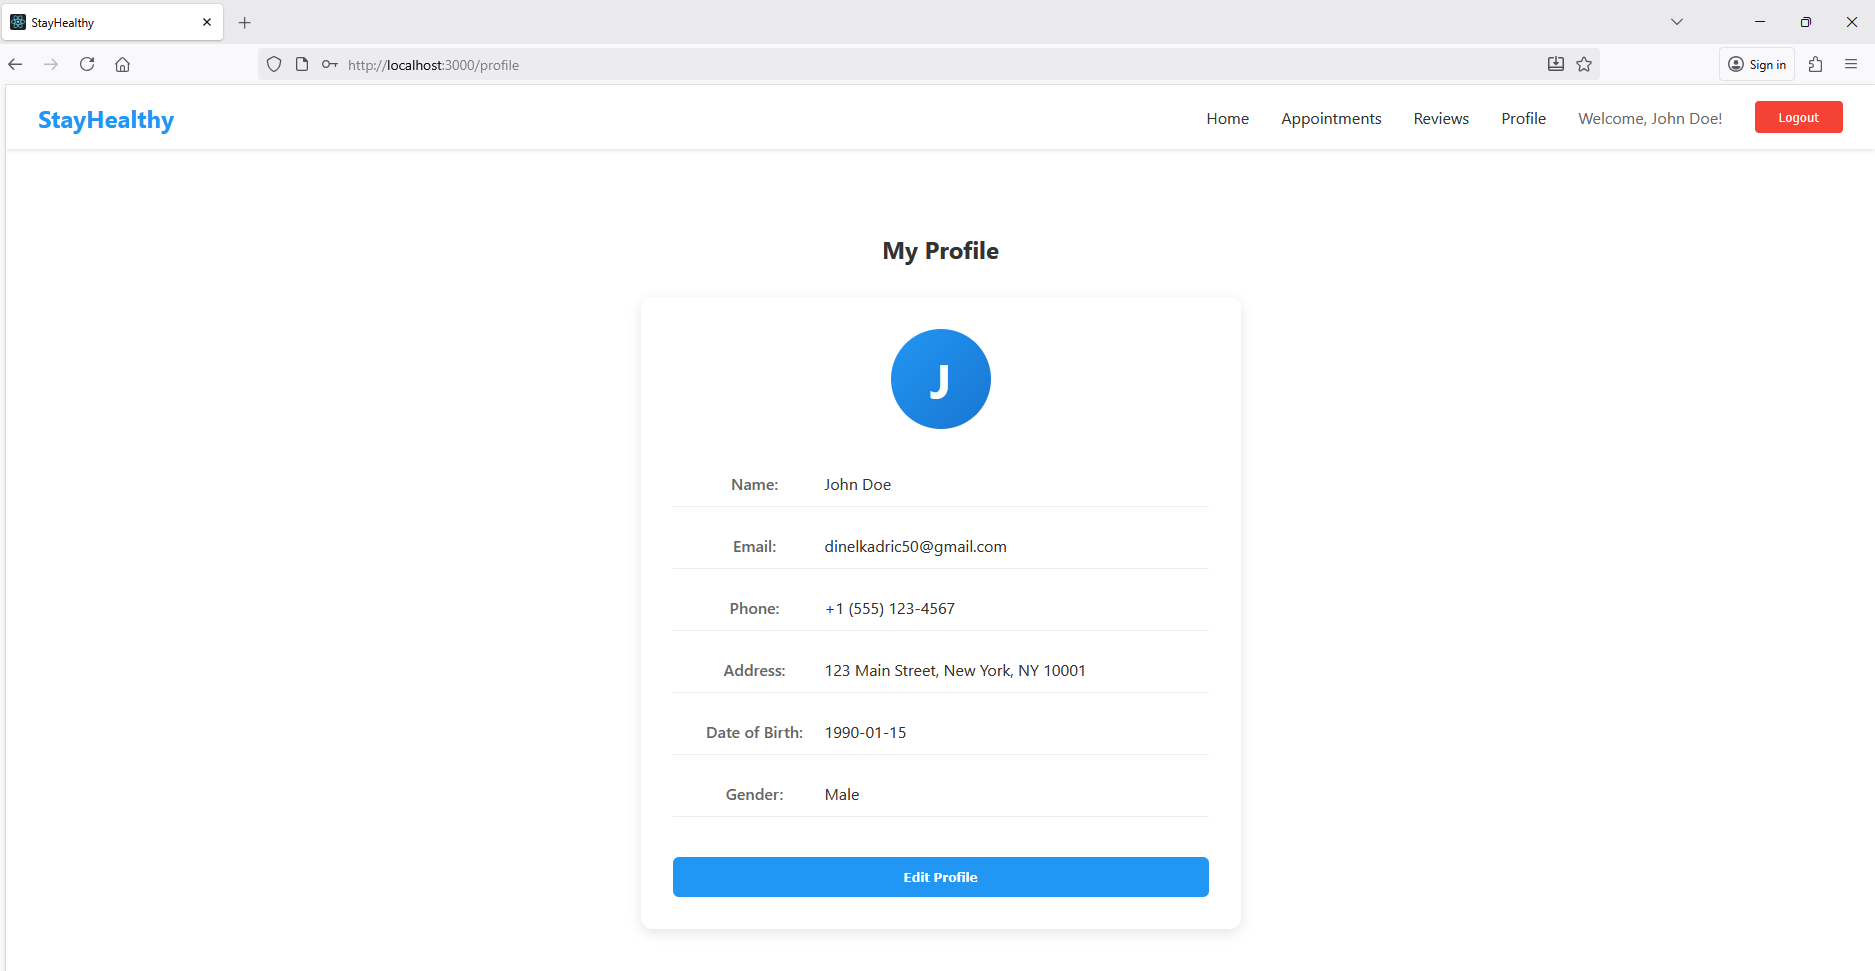 StayHealthy
http://localhost:3000/profile
Sign in
StayHealthy
Home Appointments Reviews Profile Welcome, John Doe! Logout
My Profile
J
Name: John Doe
Email: dinelkadric50@gmail.com
Phone: +1 (555) 123-4567
Address: 123 Main Street, New York, NY 10001
Date of Birth: 1990-01-15
Gender: Male
Edit Profile